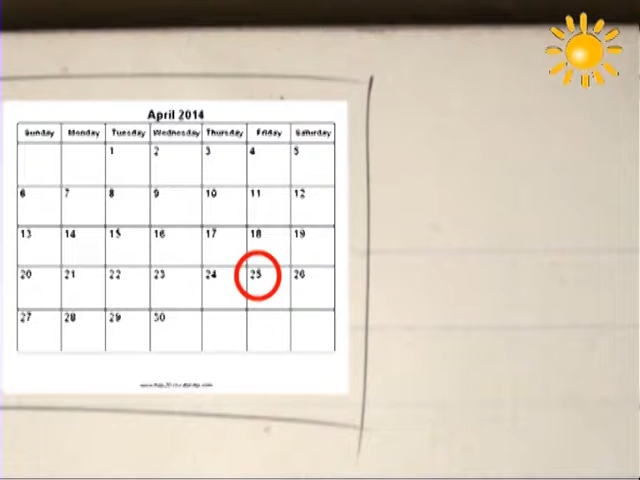 April 2014
Sunday Monday Tuesday Wednesday Thursday Friday Saturday
1 2 3 4 5
6 7 8 9 10 11 12
13 14 15 16 17 18 19
20 21 22 23 24 25 26
27 28 29 30